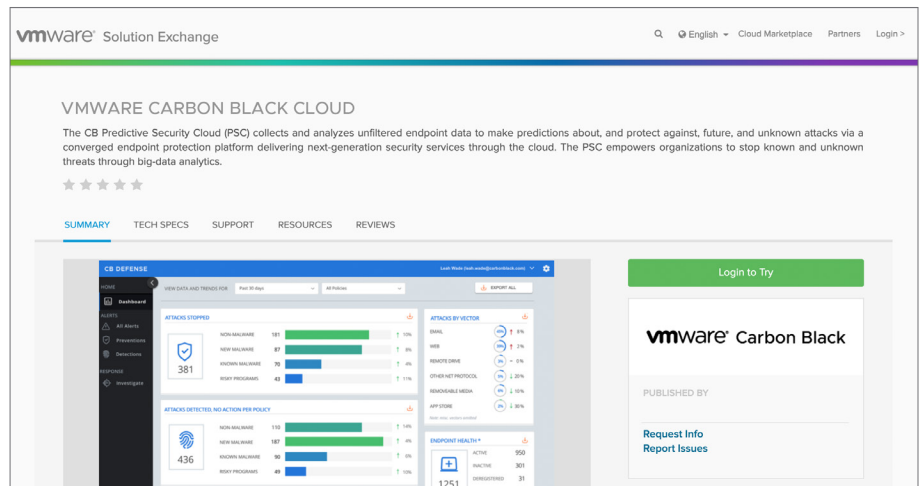 vmware® Solution Exchange
English
Cloud Marketplace
Partners
Login >
VMWARE CARBON BLACK CLOUD
The CB Predictive Security Cloud (PSC) collects and analyzes unfiltered endpoint data to make predictions about, and protect against, future, and unknown attacks via a
converged endpoint protection platform delivering next-generation security services through the cloud. The PSC empowers organizations to stop known and unknown
threats through big-data analytics.
SUMMARY
TECH SPECS
SUPPORT
RESOURCES
REVIEWS
CB DEFENSE
HOME
Dashboard
ALERTS
All Alerts
Preventions
Detections
RESPONSE
Investigate
VIEW DATA AND TRENDS FOR
Past 30 days
All Policies
EXPORT ALL
ATTACKS STOPPED
381
NON-MALWARE 181 ↑ 10%
NEW MALWARE 87
KNOWN MALWARE 70
RISKY PROGRAMS 43 ↑ 11%
ATTACKS DETECTED, NO ACTION PER POLICY
436
NON-MALWARE 110 ↑ 14%
NEW MALWARE 187
KNOWN MALWARE 90
RISKY PROGRAMS 49 ↑ 10%
ATTACKS BY VECTOR
EMAIL
WEB
REMOTE DRIVE
OTHER NET PROTOCOL
REMOVEABLE MEDIA
APP STORE
ENDPOINT HEALTH *
1251
ACTIVE 950
INACTIVE 301
DEREGISTERED 31
Login to Try
vmware® Carbon Black
PUBLISHED BY
Request Info
Report Issues